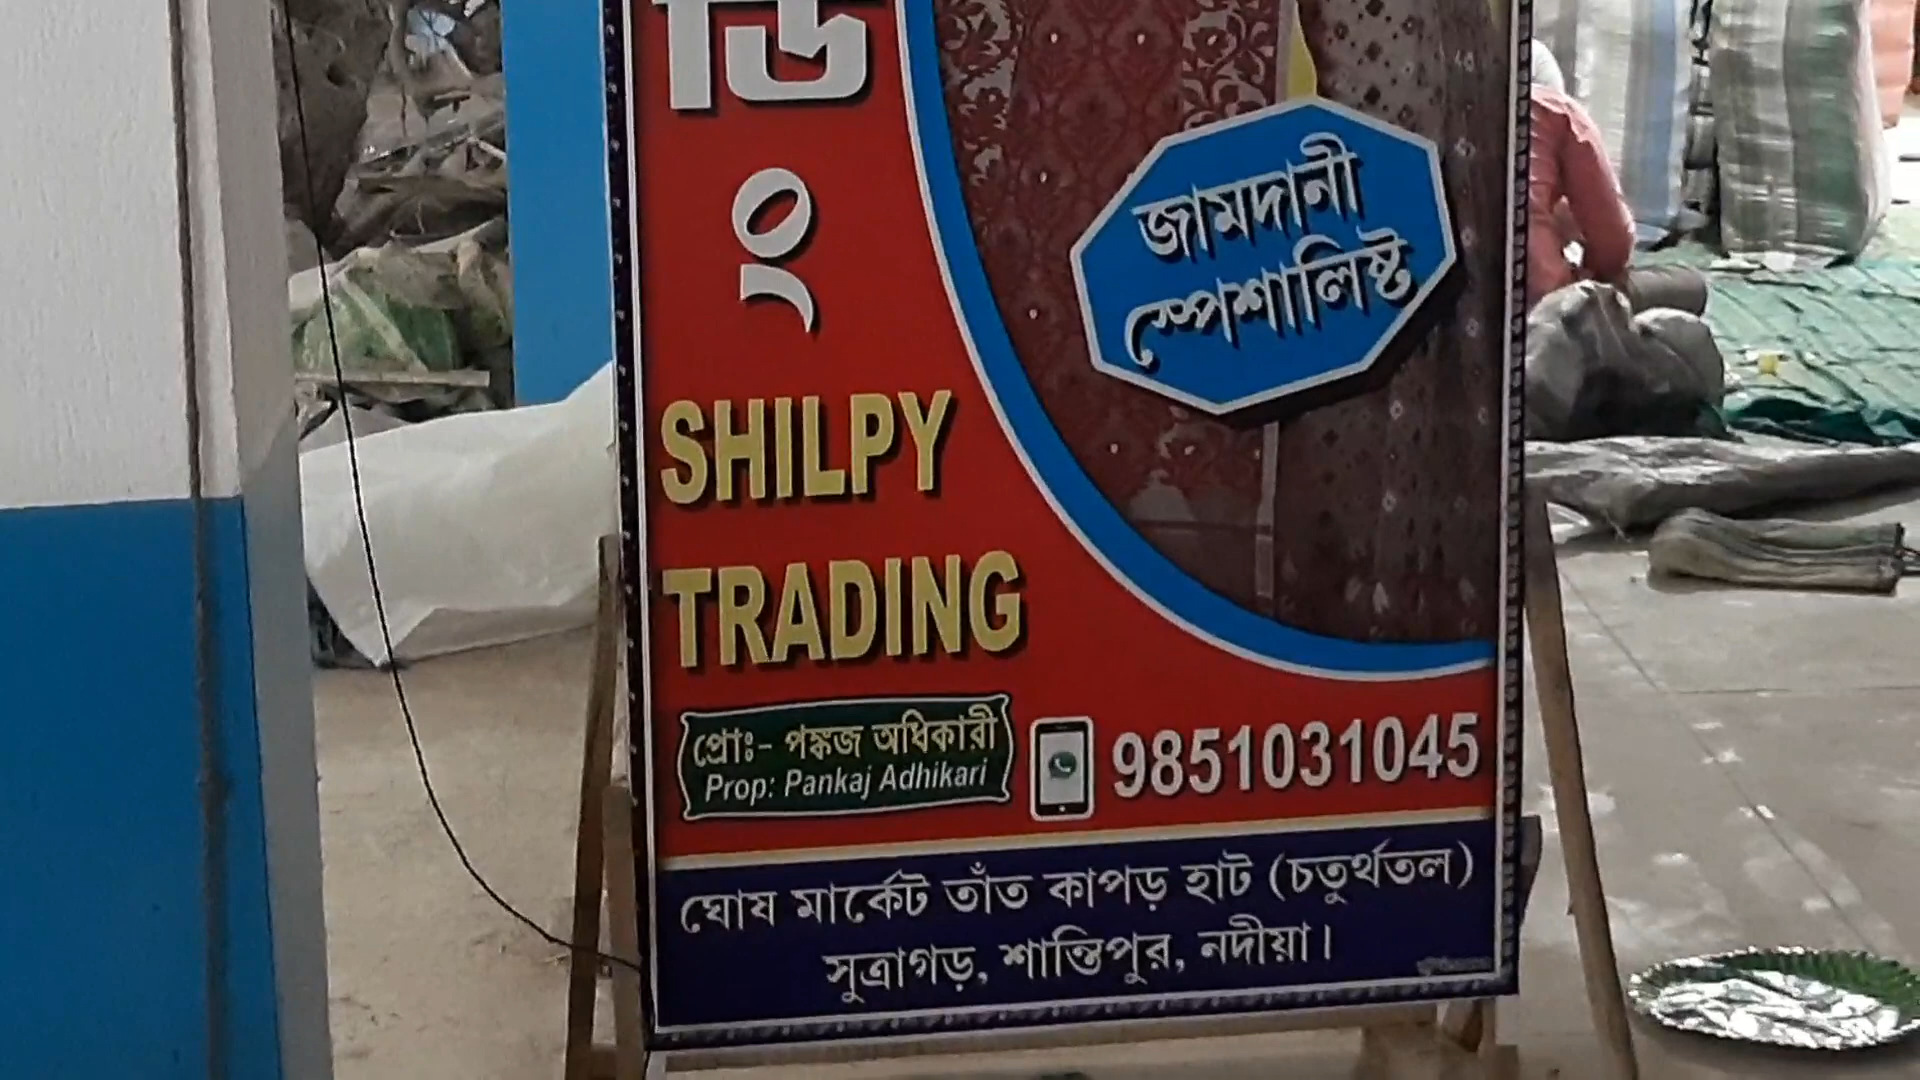 ডিং
জামদানী
স্পেশালিষ্ট
SHILPY
TRADING
প্রোঃ- পঙ্কজ অধিকারী
Prop: Pankaj Adhikari
9851031045
ঘোষ মার্কেট তাঁত কাপড় হাট (চতুর্থতল)
সুত্রাগড়, শান্তিপুর, নদীয়া।